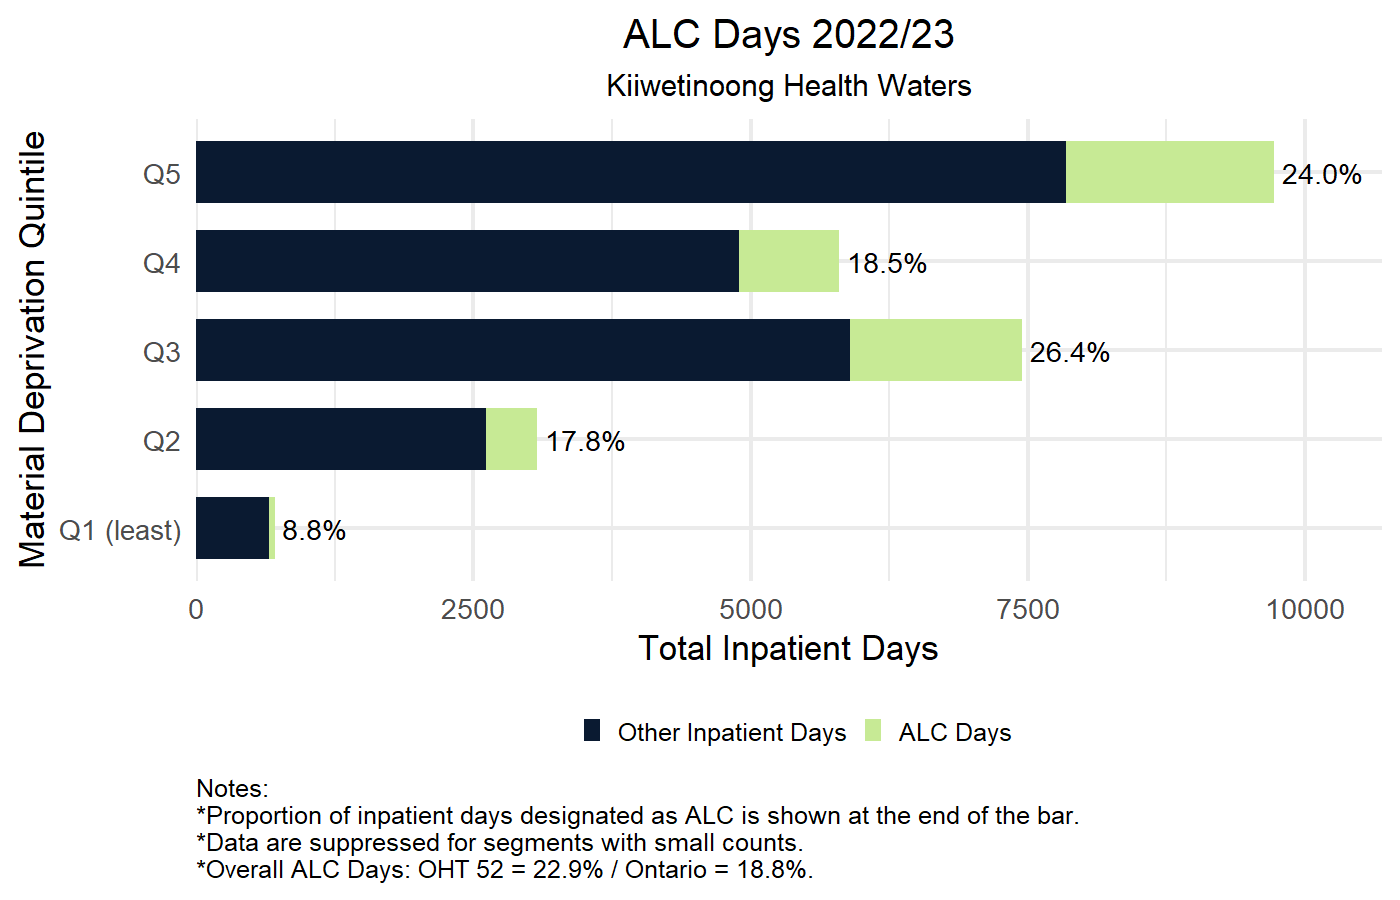 ALC Days 2022/23
Kiiwetinoong Health Waters
Material Deprivation Quintile
Q5
24.0%
Q4
18.5%
Q3
26.4%
Q2
17.8%
Q1 (least)
8.8%
0
2500
5000
7500
10000
Total Inpatient Days
Other Inpatient Days
ALC Days
Notes:
*Proportion of inpatient days designated as ALC is shown at the end of the bar.
*Data are suppressed for segments with small counts.
*Overall ALC Days: OHT 52 = 22.9% / Ontario = 18.8%.